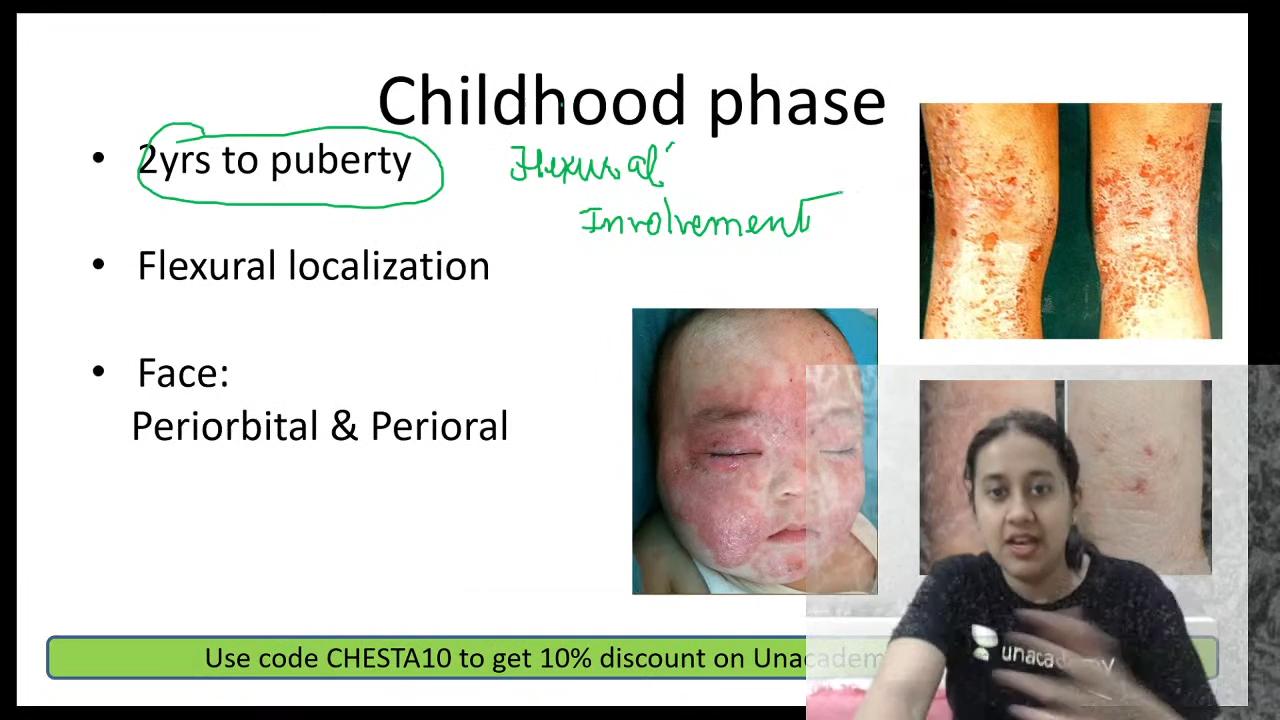 Childhood phase
• 2yrs to puberty
Flexural
Involvement
• Flexural localization
• Face:
Periorbital & Perioral
Use code CHESTA10 to get 10% discount on Unacadem
unacademy